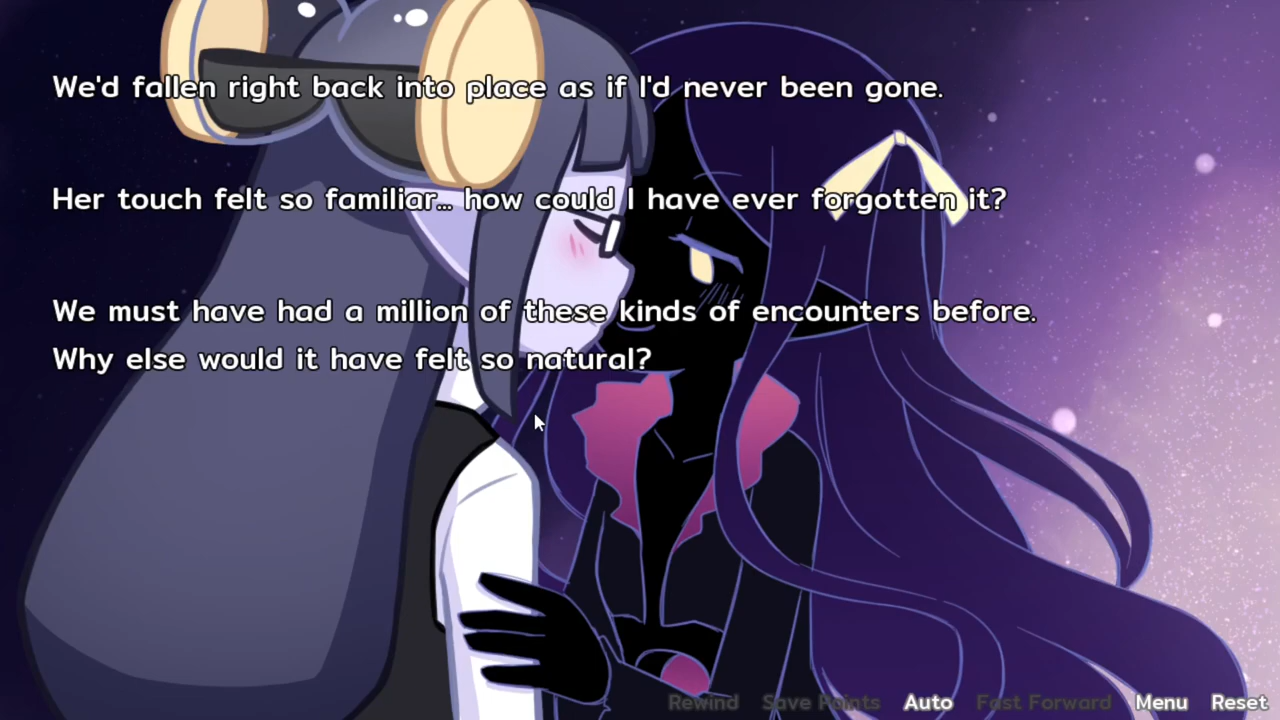 We'd fallen right back into place as if I'd never been gone.
Her touch felt so familiar... how could I have ever forgotten it?
We must have had a million of these kinds of encounters before.
Why else would it have felt so natural?
Rewind Save Points Auto Fast Forward Menu Reset